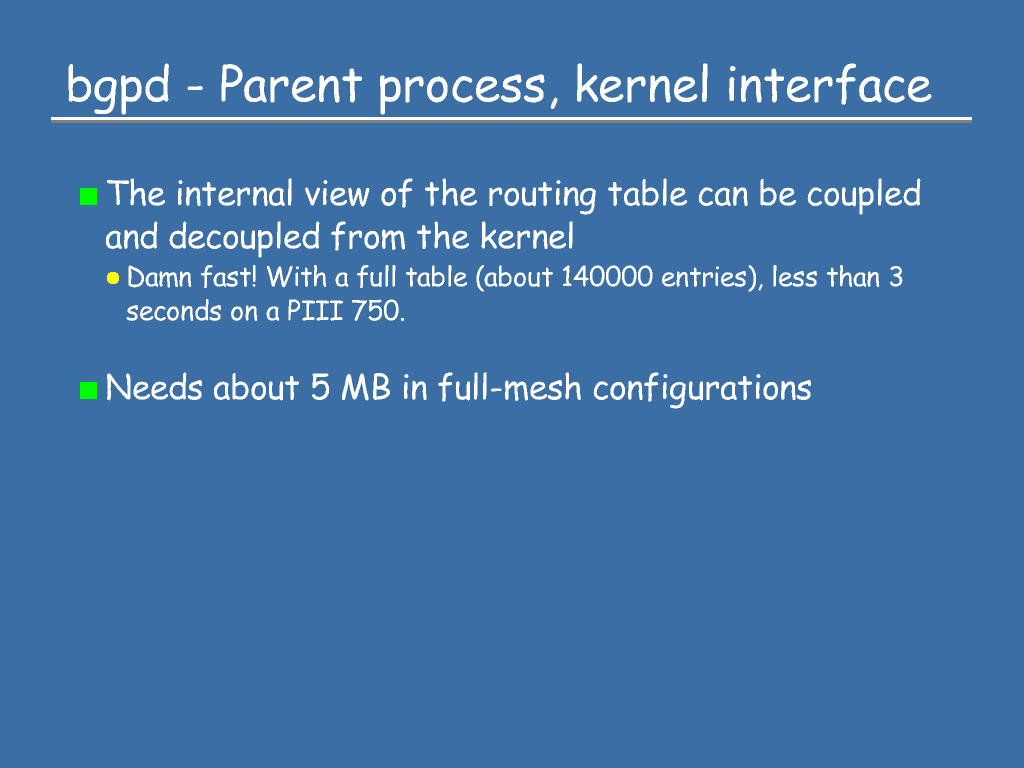 bgpd - Parent process, kernel interface
The internal view of the routing table can be coupled
and decoupled from the kernel
Damn fast! With a full table (about 140000 entries), less than 3
seconds on a PIII 750.
Needs about 5 MB in full-mesh configurations